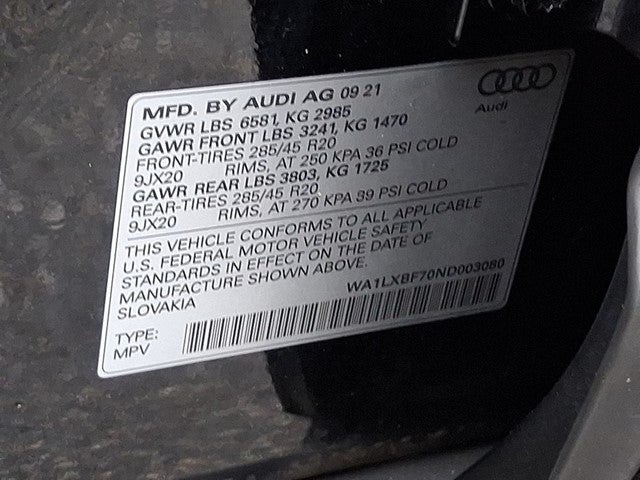 MFD. BY AUDI AG 09 21
Audi
GVWR LBS 6581, KG 2985
GAWR FRONT LBS 3241, KG 1470
FRONT-TIRES 285/45 R20
9JX20 RIMS, AT 250 KPA 36 PSI COLD
GAWR REAR LBS 3803, KG 1725
REAR-TIRES 285/45 R20
9JX20 RIMS, AT 270 KPA 39 PSI COLD
THIS VEHICLE CONFORMS TO ALL APPLICABLE
U.S. FEDERAL MOTOR VEHICLE SAFETY
STANDARDS IN EFFECT ON THE DATE OF
MANUFACTURE SHOWN ABOVE.
SLOVAKIA
WA1LXBF70ND003080
TYPE:
MPV